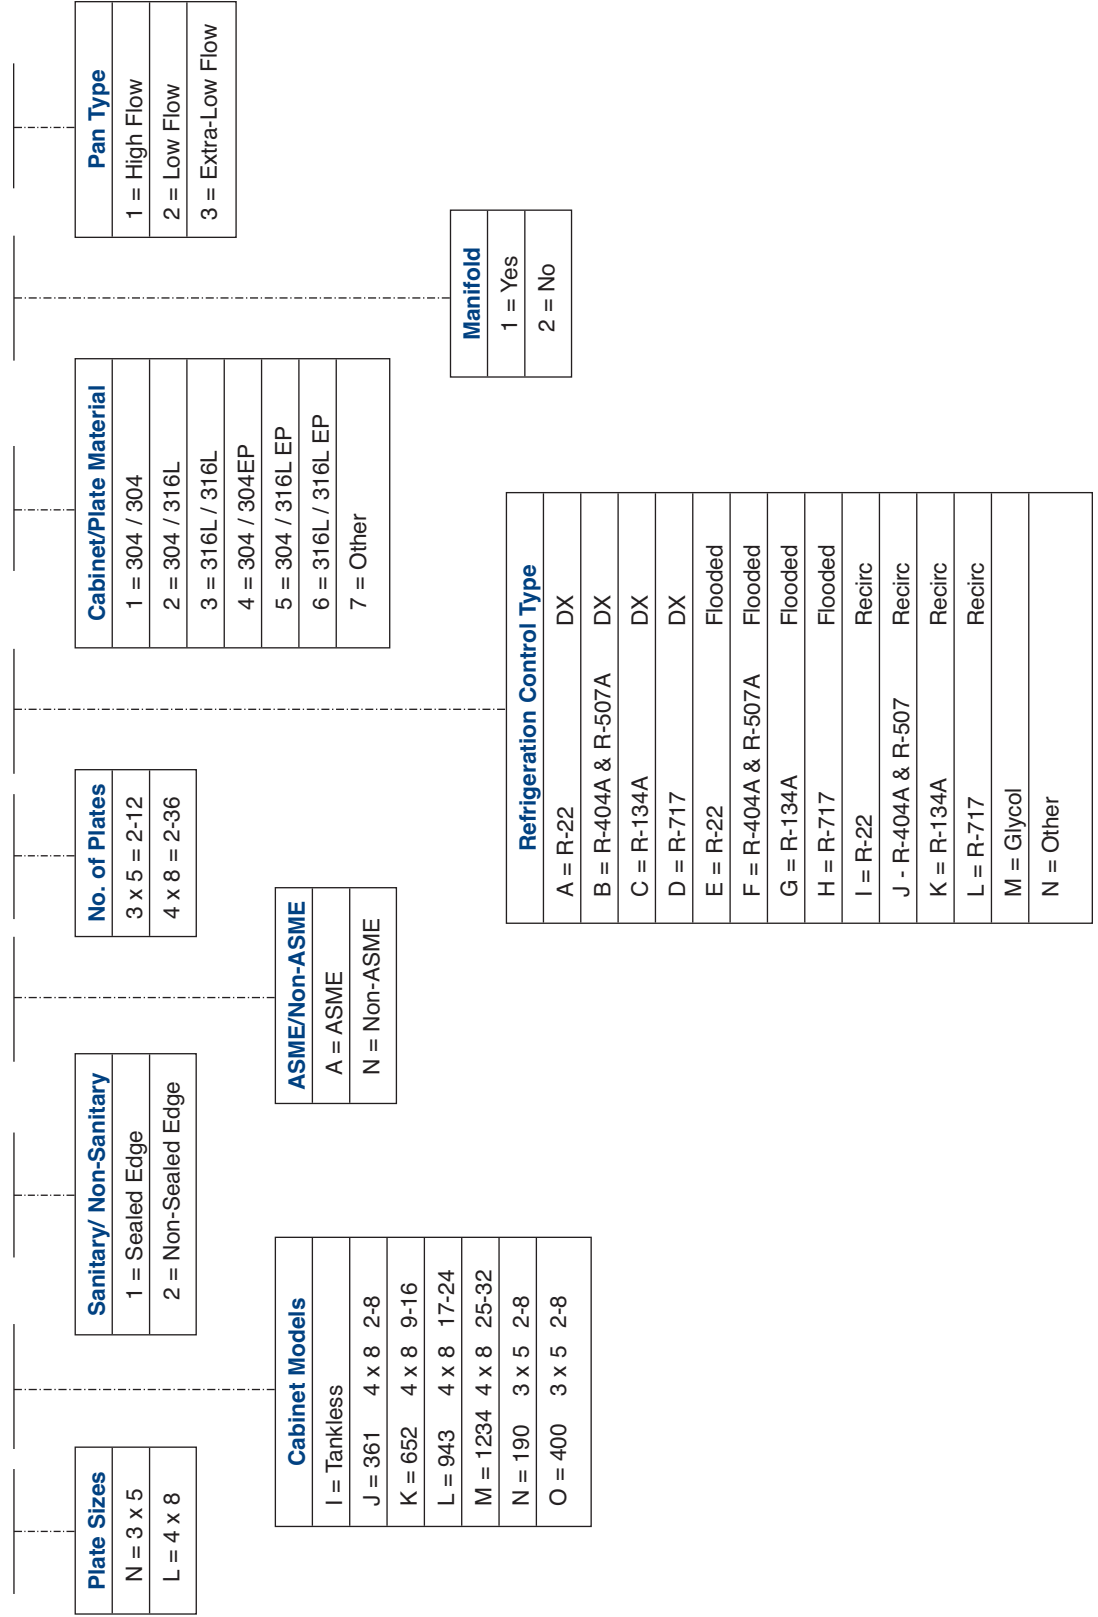 Plate Sizes
N = 3 x 5
L = 4 x 8
Cabinet Models
I = Tankless
J = 361 4 x 8 2-8
K = 652 4 x 8 9-16
L = 943 4 x 8 17-24
M = 1234 4 x 8 25-32
N = 190 3 x 5 2-8
O = 400 3 x 5 2-8
Sanitary/ Non-Sanitary
1 = Sealed Edge
2 = Non-Sealed Edge
ASME/Non-ASME
A = ASME
N = Non-ASME
No. of Plates
3 x 5 = 2-12
4 x 8 = 2-36
Refrigeration Control Type
A = R-22 DX
B = R-404A & R-507A DX
C = R-134A DX
D = R-717 DX
E = R-22 Flooded
F = R-404A & R-507A Flooded
G = R-134A Flooded
H = R-717 Flooded
I = R-22 Recirc
J - R-404A & R-507 Recirc
K = R-134A Recirc
L = R-717 Recirc
M = Glycol
N = Other
Cabinet/Plate Material
1 = 304 / 304
2 = 304 / 316L
3 = 316L / 316L
4 = 304 / 304EP
5 = 304 / 316L EP
6 = 316L / 316L EP
7 = Other
Manifold
1 = Yes
2 = No
Pan Type
1 = High Flow
2 = Low Flow
3 = Extra-Low Flow